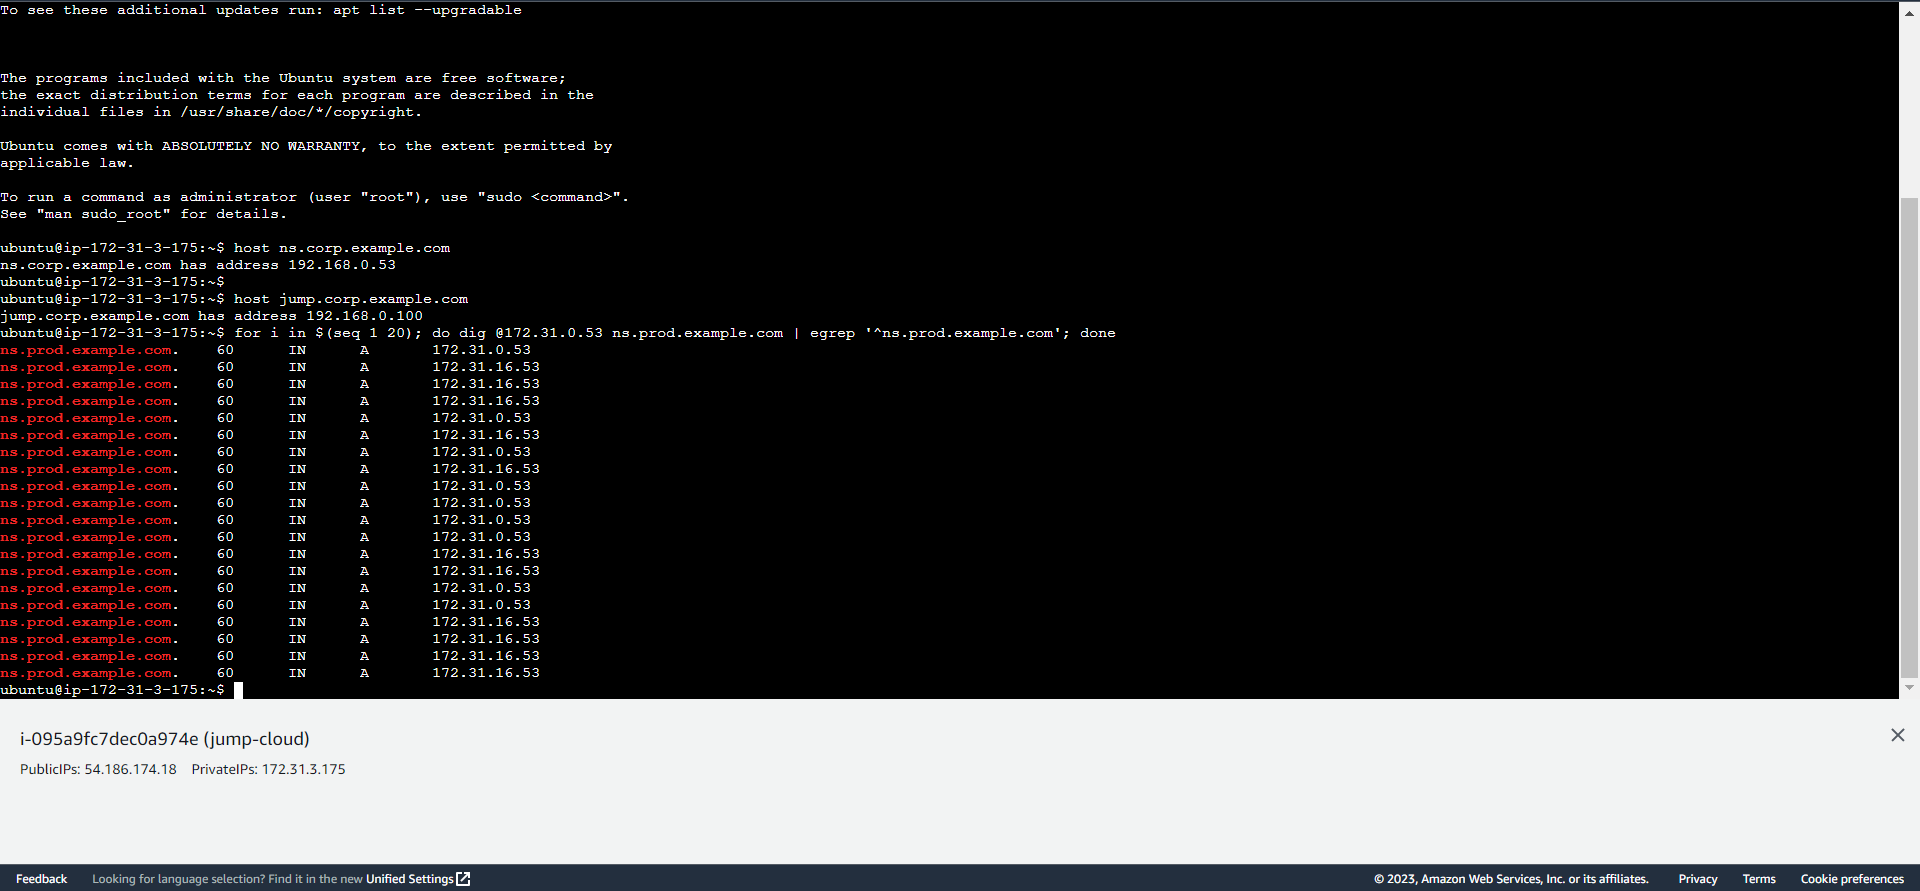 To see these additional updates run: apt list --upgradable
The programs included with the Ubuntu system are free software;
the exact distribution terms for each program are described in the
individual files in /usr/share/doc/*/copyright.
Ubuntu comes with ABSOLUTELY NO WARRANTY, to the extent permitted by
applicable law.
To run a command as administrator (user "root"), use "sudo <command>".
See "man sudo_root" for details.
ubuntu@ip-172-31-3-175:~$ host ns.corp.example.com
ns.corp.example.com has address 192.168.0.53
ubuntu@ip-172-31-3-175:~$
ubuntu@ip-172-31-3-175:~$ host jump.corp.example.com
jump.corp.example.com has address 192.168.0.100
ubuntu@ip-172-31-3-175:~$ for i in $(seq 1 20); do dig @172.31.0.53 ns.prod.example.com | egrep '^ns.prod.example.com'; done
ns.prod.example.com. 60 IN A 172.31.0.53
ns.prod.example.com. 60 IN A 172.31.16.53
ns.prod.example.com. 60 IN A 172.31.16.53
ns.prod.example.com. 60 IN A 172.31.16.53
ns.prod.example.com. 60 IN A 172.31.0.53
ns.prod.example.com. 60 IN A 172.31.16.53
ns.prod.example.com. 60 IN A 172.31.0.53
ns.prod.example.com. 60 IN A 172.31.16.53
ns.prod.example.com. 60 IN A 172.31.0.53
ns.prod.example.com. 60 IN A 172.31.0.53
ns.prod.example.com. 60 IN A 172.31.0.53
ns.prod.example.com. 60 IN A 172.31.0.53
ns.prod.example.com. 60 IN A 172.31.16.53
ns.prod.example.com. 60 IN A 172.31.16.53
ns.prod.example.com. 60 IN A 172.31.0.53
ns.prod.example.com. 60 IN A 172.31.0.53
ns.prod.example.com. 60 IN A 172.31.16.53
ns.prod.example.com. 60 IN A 172.31.16.53
ns.prod.example.com. 60 IN A 172.31.16.53
ns.prod.example.com. 60 IN A 172.31.16.53
ubuntu@ip-172-31-3-175:~$
i-095a9fc7dec0a974e (jump-cloud)
PublicIPs: 54.186.174.18 PrivateIPs: 172.31.3.175
Feedback Looking for language selection? Find it in the new Unified Settings © 2023, Amazon Web Services, Inc. or its affiliates. Privacy Terms Cookie preferences